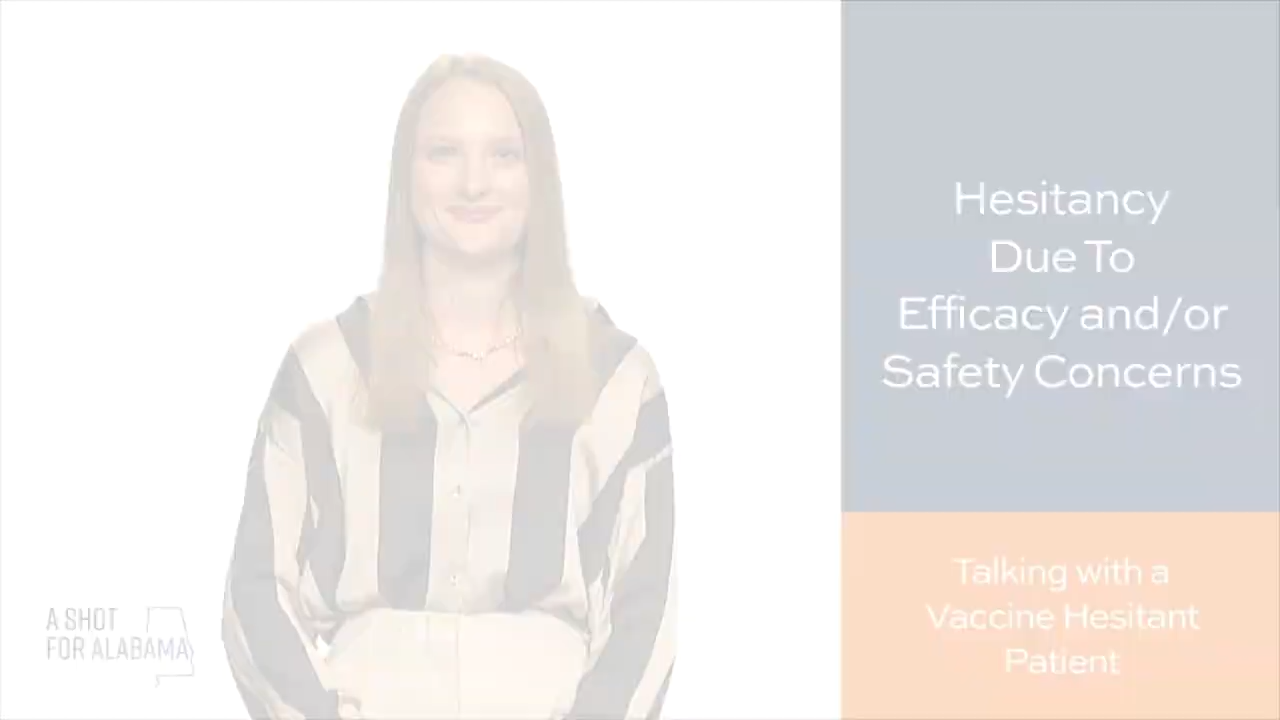 Hesitancy
Due To
Efficacy and/or
Safety Concerns
Talking with a
Vaccine Hesitant
Patient
A SHOT
FOR ALABAMA